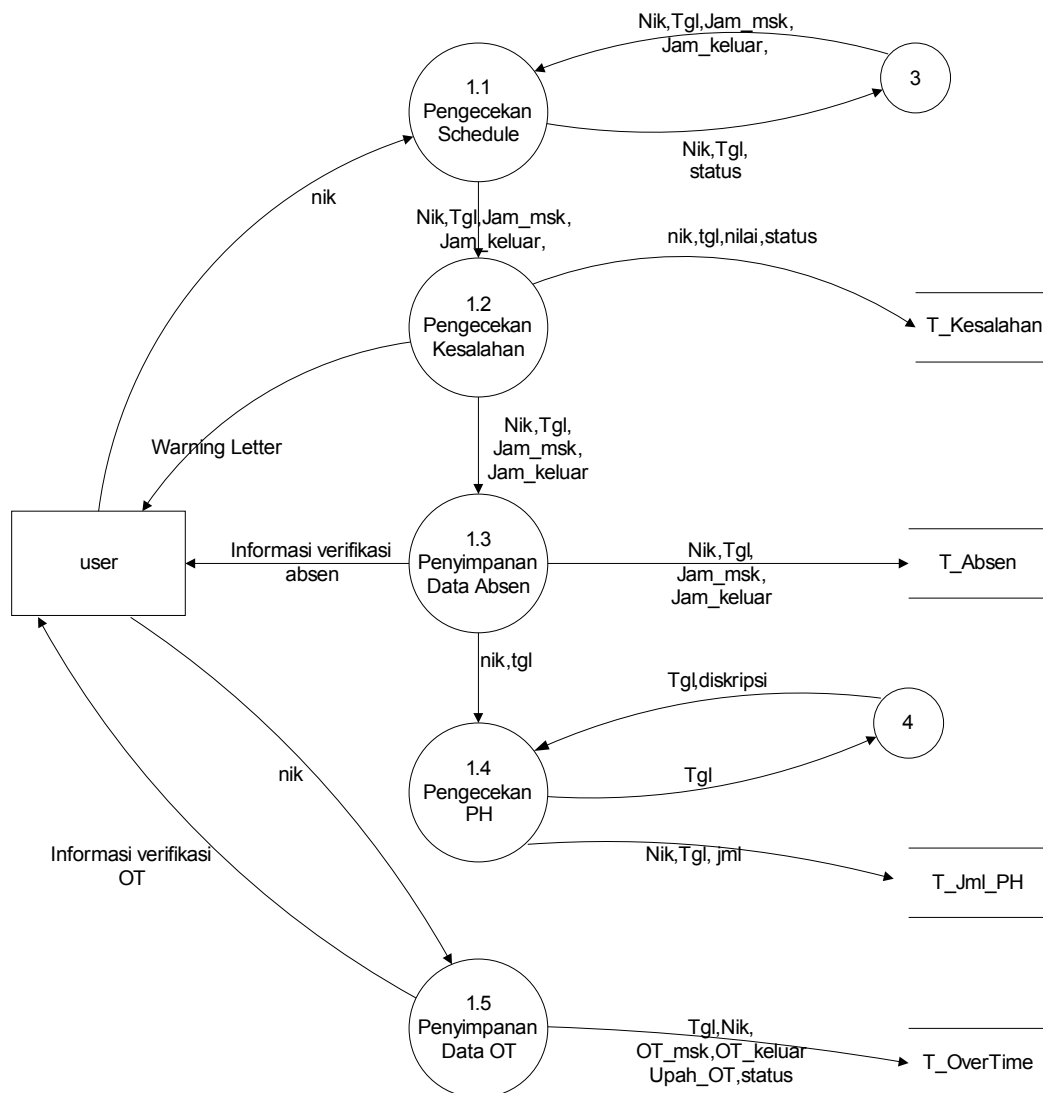 Nik,Tgl,Jam_msk,
Jam_keluar,
3
1.1
Pengecekan
Schedule
Nik,Tgl,
status
nik
Nik,Tgl,Jam_msk,
Jam_keluar,
nik,tgl,nilai,status
1.2
Pengecekan
Kesalahan
T_Kesalahan
Warning Letter
Nik,Tgl,
Jam_msk,
Jam_keluar
user
Informasi verifikasi
absen
1.3
Penyimpanan
Data Absen
Nik,Tgl,
Jam_msk,
Jam_keluar
T_Absen
nik,tgl
Tgl,diskripsi
4
1.4
Pengecekan
PH
Tgl
nik
Nik,Tgl, jml
T_Jml_PH
Informasi verifikasi
OT
1.5
Penyimpanan
Data OT
Tgl,Nik,
OT_msk,OT_keluar
Upah_OT,status
T_OverTime